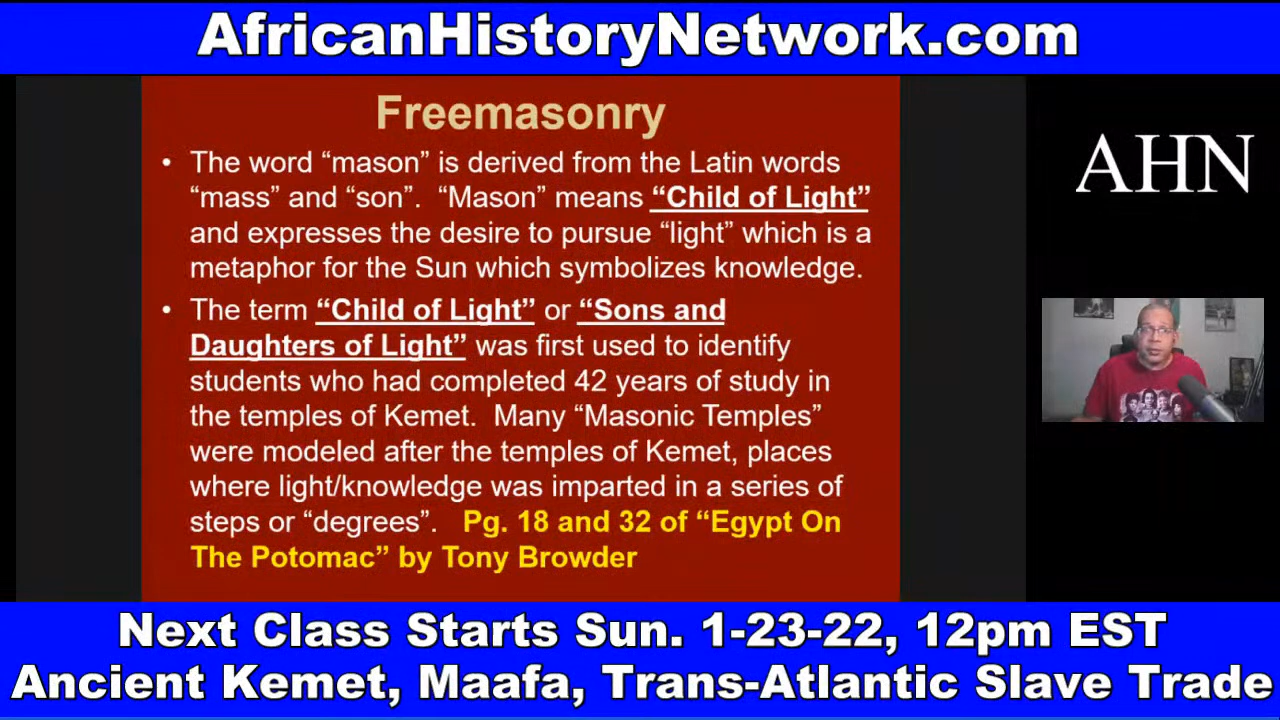 AfricanHistoryNetwork.com
Freemasonry
• The word “mason” is derived from the Latin words
“mass” and “son”. “Mason” means “Child of Light”
and expresses the desire to pursue “light” which is a
metaphor for the Sun which symbolizes knowledge.
• The term “Child of Light” or “Sons and
Daughters of Light” was first used to identify
students who had completed 42 years of study in
the temples of Kemet. Many “Masonic Temples”
were modeled after the temples of Kemet, places
where light/knowledge was imparted in a series of
steps or “degrees”. Pg. 18 and 32 of “Egypt On
The Potomac” by Tony Browder
AHN
Next Class Starts Sun. 1-23-22, 12pm EST
Ancient Kemet, Maafa, Trans-Atlantic Slave Trade